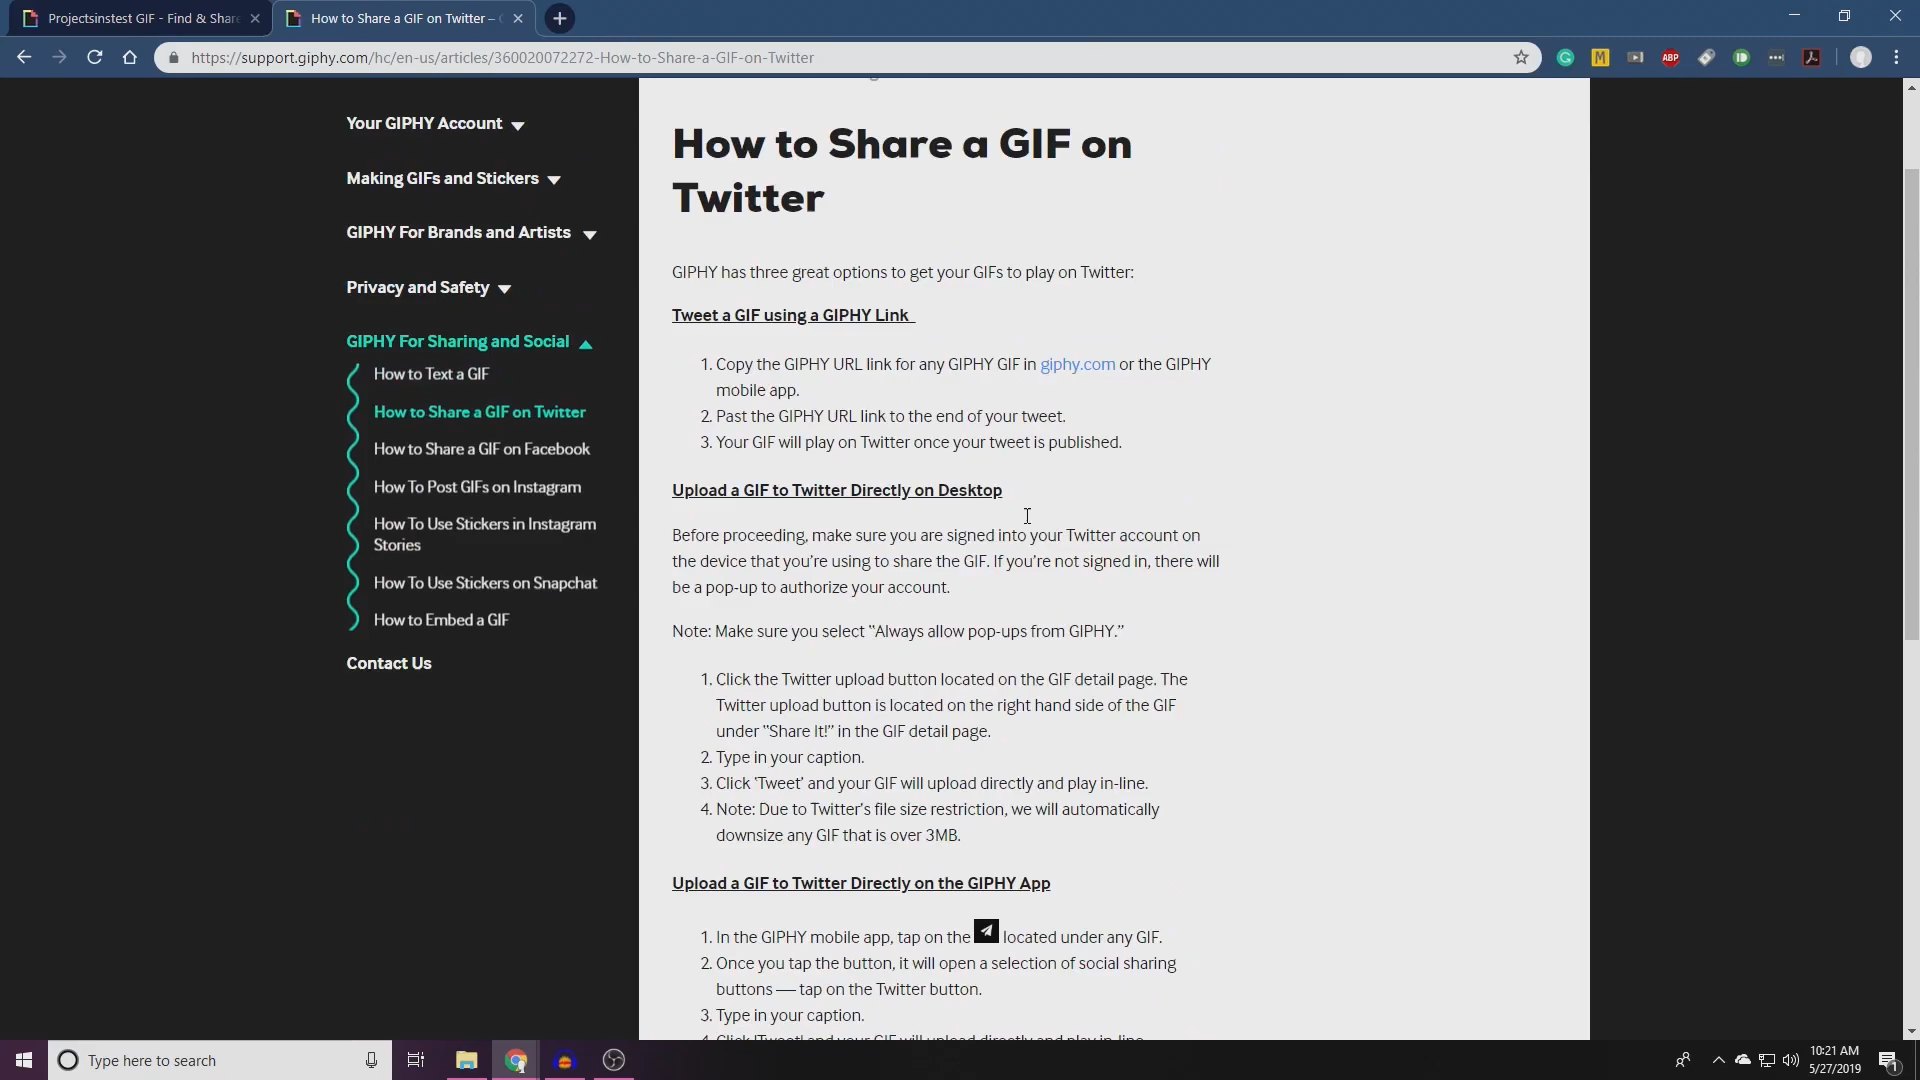 Projectsinstest GIF - Find & Share
How to Share a GIF on Twitter –
https://support.giphy.com/hc/en-us/articles/360020072272-How-to-Share-a-GIF-on-Twitter
M
ABP
Your GIPHY Account
Making GIFs and Stickers
GIPHY For Brands and Artists
Privacy and Safety
GIPHY For Sharing and Social
How to Text a GIF
How to Share a GIF on Twitter
How to Share a GIF on Facebook
How To Post GIFs on Instagram
How To Use Stickers in Instagram
Stories
How To Use Stickers on Snapchat
How to Embed a GIF
Contact Us
How to Share a GIF on
Twitter
GIPHY has three great options to get your GIFs to play on Twitter:
Tweet a GIF using a GIPHY Link
1. Copy the GIPHY URL link for any GIPHY GIF in giphy.com or the GIPHY
mobile app.
2. Past the GIPHY URL link to the end of your tweet.
3. Your GIF will play on Twitter once your tweet is published.
Upload a GIF to Twitter Directly on Desktop
Before proceeding, make sure you are signed into your Twitter account on
the device that you're using to share the GIF. If you're not signed in, there will
be a pop-up to authorize your account.
Note: Make sure you select “Always allow pop-ups from GIPHY.”
1. Click the Twitter upload button located on the GIF detail page. The
Twitter upload button is located on the right hand side of the GIF
under “Share It!” in the GIF detail page.
2. Type in your caption.
3. Click 'Tweet' and your GIF will upload directly and play in-line.
4. Note: Due to Twitter's file size restriction, we will automatically
downsize any GIF that is over 3MB.
Upload a GIF to Twitter Directly on the GIPHY App
1. In the GIPHY mobile app, tap on the located under any GIF.
2. Once you tap the button, it will open a selection of social sharing
buttons — tap on the Twitter button.
3. Type in your caption.
4. Click 'Tweet' and your GIF will upload directly and play in-line.
Type here to search
10:21 AM
5/27/2019
1